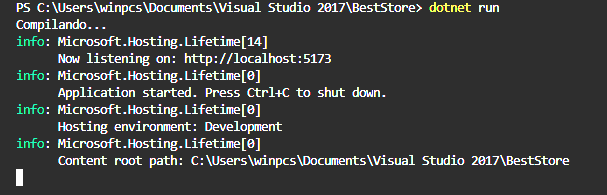 PS C:\Users\winpcs\Documents\Visual Studio 2017\BestStore> dotnet run
Compilando...
info: Microsoft.Hosting.Lifetime[14]
      Now listening on: http://localhost:5173
info: Microsoft.Hosting.Lifetime[0]
      Application started. Press Ctrl+C to shut down.
info: Microsoft.Hosting.Lifetime[0]
      Hosting environment: Development
info: Microsoft.Hosting.Lifetime[0]
      Content root path: C:\Users\winpcs\Documents\Visual Studio 2017\BestStore